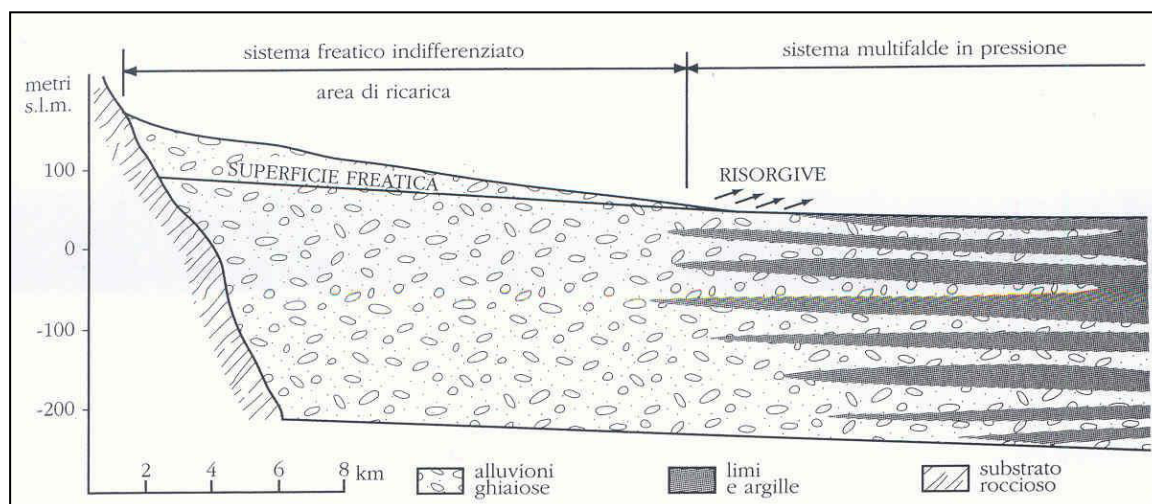 sistema freatico indifferenziato
sistema multifalde in pressione
metri
s.l.m.
area di ricarica
100
SUPERFICIE FREATICA
RISORGIVE
0
-100
-200
2 4 6 8 km
alluvioni
ghiaiose
limi
e argille
substrato
roccioso